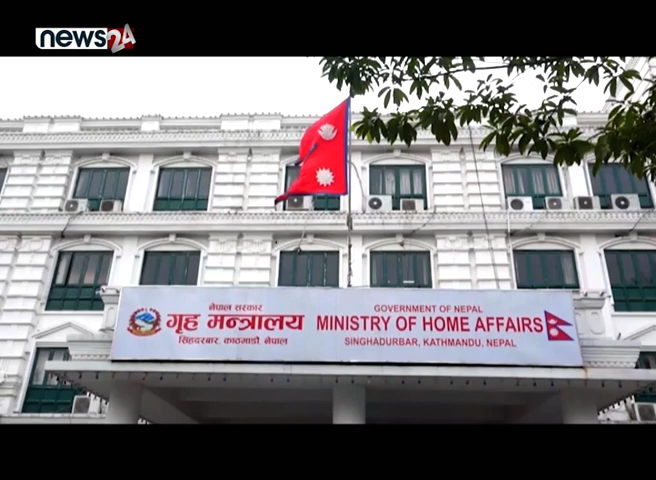 news24
नेपाल सरकार
गृह मन्त्रालय
सिंहदरबार, काठमाडौं, नेपाल
GOVERNMENT OF NEPAL
MINISTRY OF HOME AFFAIRS
SINGHADURBAR, KATHMANDU, NEPAL